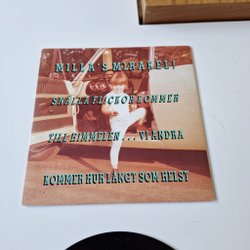 MILLA'S MIRAKEL!
SNÄLLA FLICKOR KOMMER
TILL HIMMELEN... VI ANDRA
KOMMER HUR LÅNGT SOM HELST